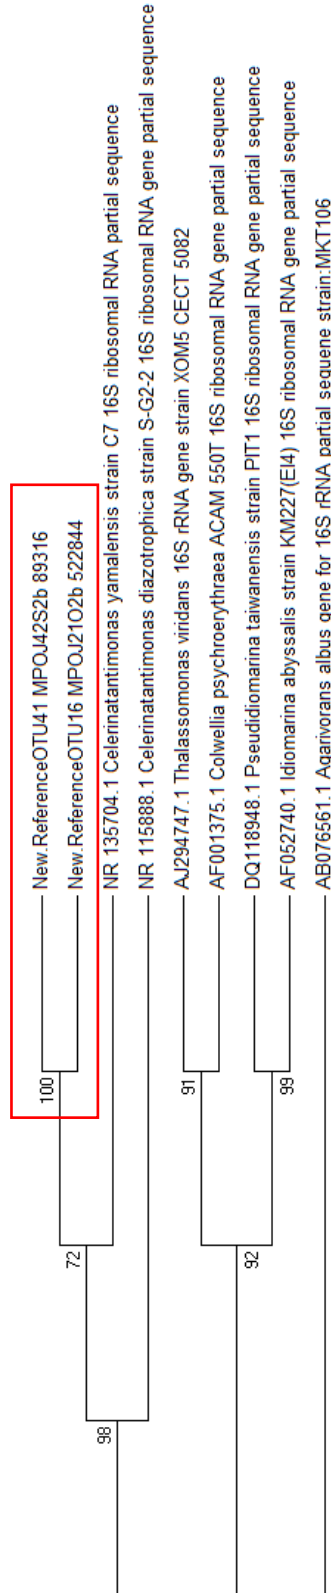 New.ReferenceOTU41 MPOJ42S2b 89316
New.ReferenceOTU16 MPOJ21O2b 522844
NR 135704.1 Celerinatantimonas yamalensis strain C7 16S ribosomal RNA partial sequence
NR 115888.1 Celerinatantimonas diazotrophica strain S-G2-2 16S ribosomal RNA gene partial sequence
AJ294747.1 Thalassomonas viridans 16S rRNA gene strain XOM5 CECT 5082
AF001375.1 Colwellia psychroerythraea ACAM 550T 16S ribosomal RNA gene partial sequence
DQ118948.1 Pseudidiomarina taiwanensis strain PIT1 16S ribosomal RNA gene partial sequence
AF052740.1 Idiomarina abyssalis strain KM227(EI4) 16S ribosomal RNA gene partial sequence
AB076561.1 Agarivorans albus gene for 16S rRNA partial sequene strain:MKT106
100
72
98
91
99
92